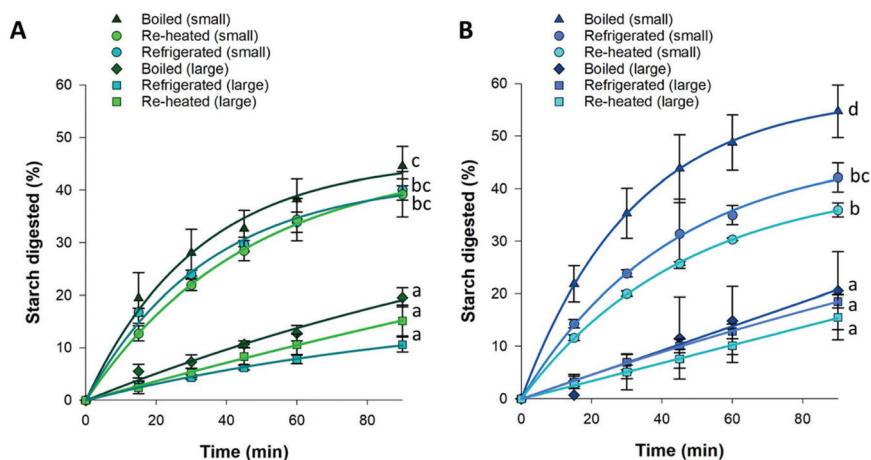 A
Boiled (small)
Re-heated (small)
Refrigerated (small)
Boiled (large)
Refrigerated (large)
Re-heated (large)
Starch digested (%)
60
50
40
30
20
10
0
c
bc
bc
a
a
a
0 20 40 60 80
Time (min)
B
Boiled (small)
Refrigerated (small)
Re-heated (small)
Boiled (large)
Refrigerated (large)
Re-heated (large)
Starch digested (%)
60
50
40
30
20
10
0
d
bc
b
a
a
a
0 20 40 60 80
Time (min)